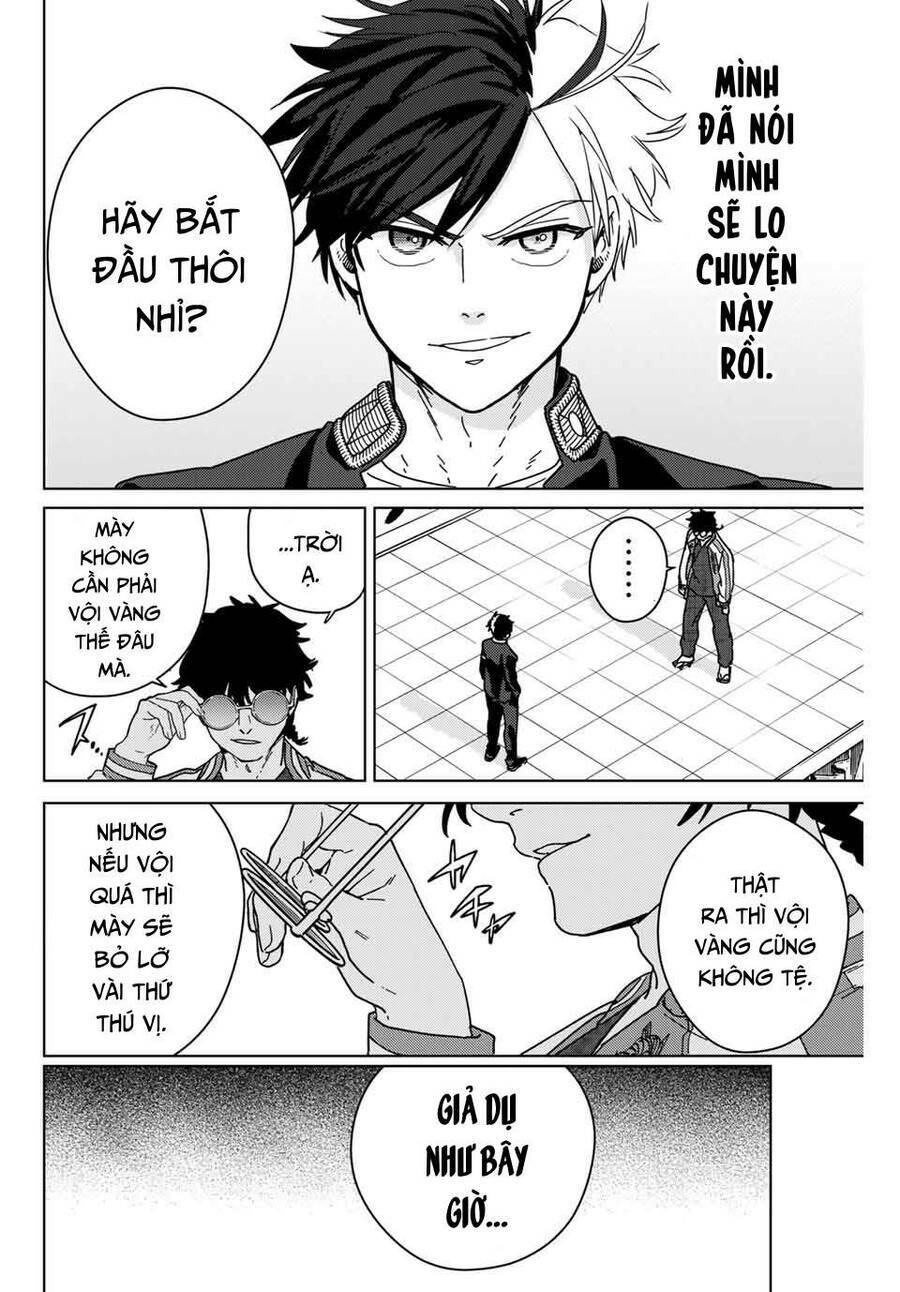 MÌNH
ĐÃ NÓI
MÌNH
SẼ LO
CHUYỆN
NÀY
RỒI.
HÃY BẮT
ĐẦU THÔI
NHỈ?
....
...TRỜI
Ạ.
MÀY
KHÔNG
CẦN PHẢI
VỘI VÀNG
THẾ ĐÂU
MÀ.
THẬT
RA THÌ VỘI
VÀNG CŨNG
KHÔNG TỆ.
NHƯNG
NẾU VỘI
QUÁ THÌ
MÀY SẼ
BỎ LỠ
VÀI THỨ
THÚ VỊ.
GIẢ DỤ
NHƯ BÂY
GIỜ...